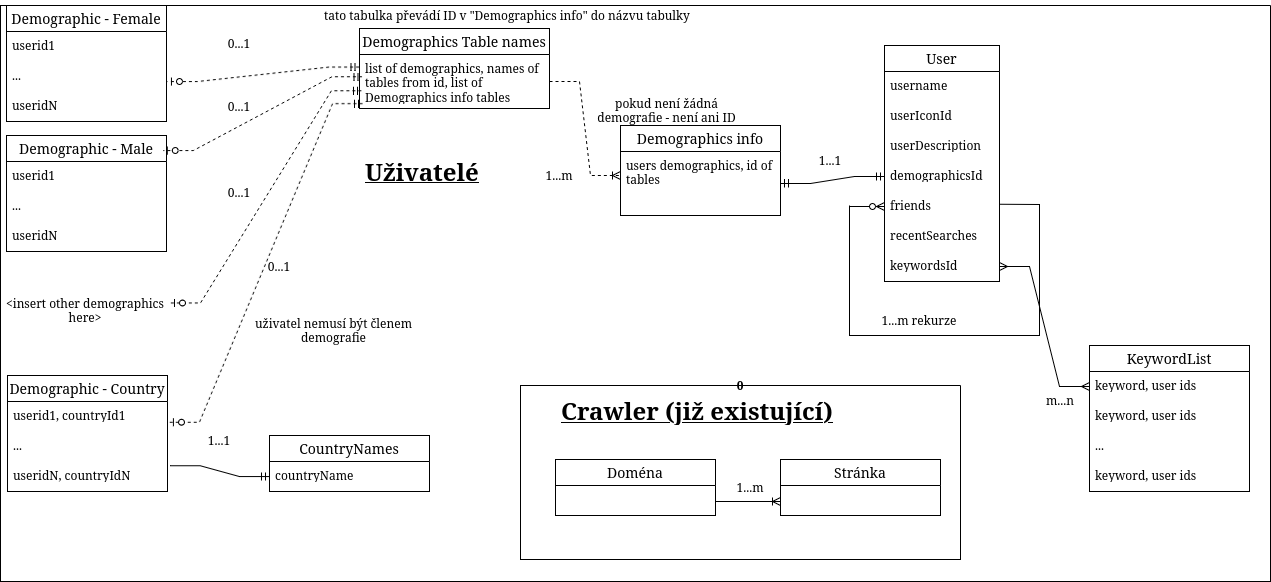 tato tabulka převádí ID v "Demographics info" do názvu tabulky
Demographic - Female
userid1
...
useridN
0...1
Demographics Table names
list of demographics, names of
tables from id, list of
Demographics info tables
0...1
Demographic - Male
userid1
...
useridN
0...1
Uživatelé
1...m
pokud není žádná
demografie - není ani ID
Demographics info
users demographics, id of
tables
1...1
User
username
userIconId
userDescription
demographicsId
friends
recentSearches
keywordsId
1...m rekurze
0...1
<insert other demographics
here>
uživatel nemusí být členem
demografie
Demographic - Country
userid1, countryId1
...
useridN, countryIdN
1...1
CountryNames
countryName
0
Crawler (již existující)
Doména
1...m
Stránka
m...n
KeywordList
keyword, user ids
keyword, user ids
...
keyword, user ids